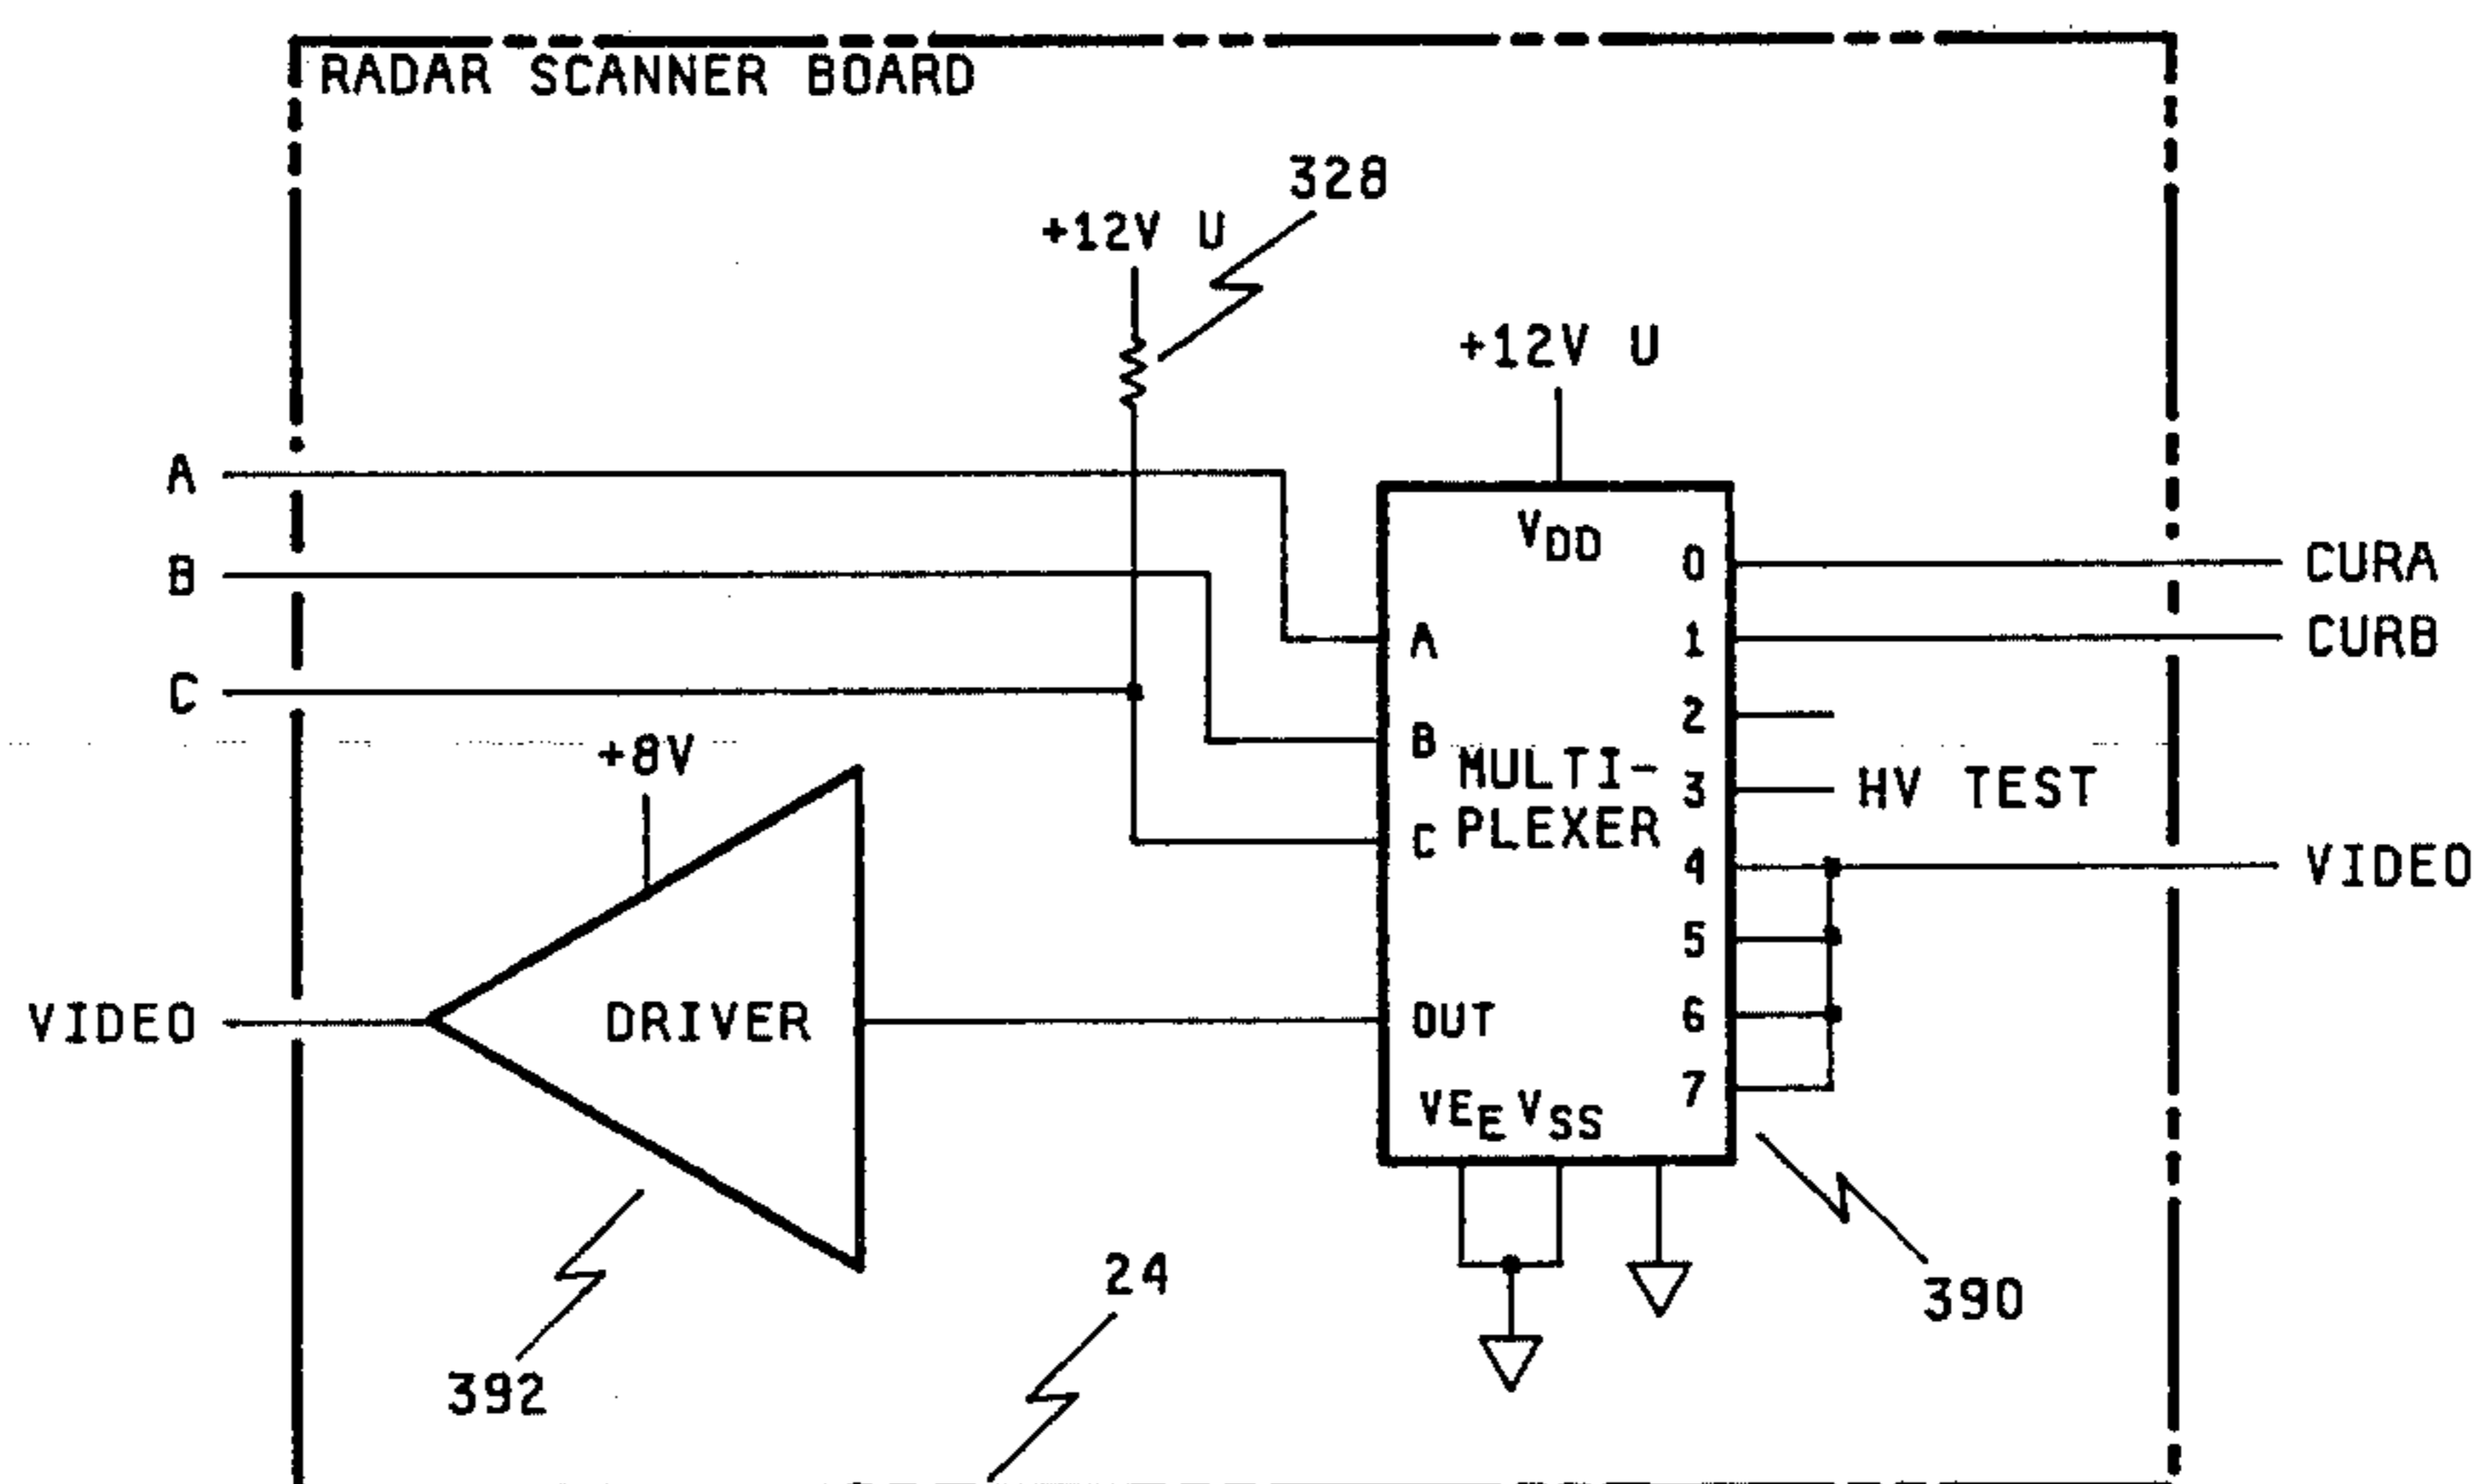 RADAR SCANNER BOARD
328
+12V U
+12V U
A
B
C
+8V
DRIVER
VIDEO
392
24
VDD
A
B
C
MULTI-
PLEXER
OUT
VEE VSS
0
1
2
3
4
5
6
7
CURA
CURB
HV TEST
VIDEO
390